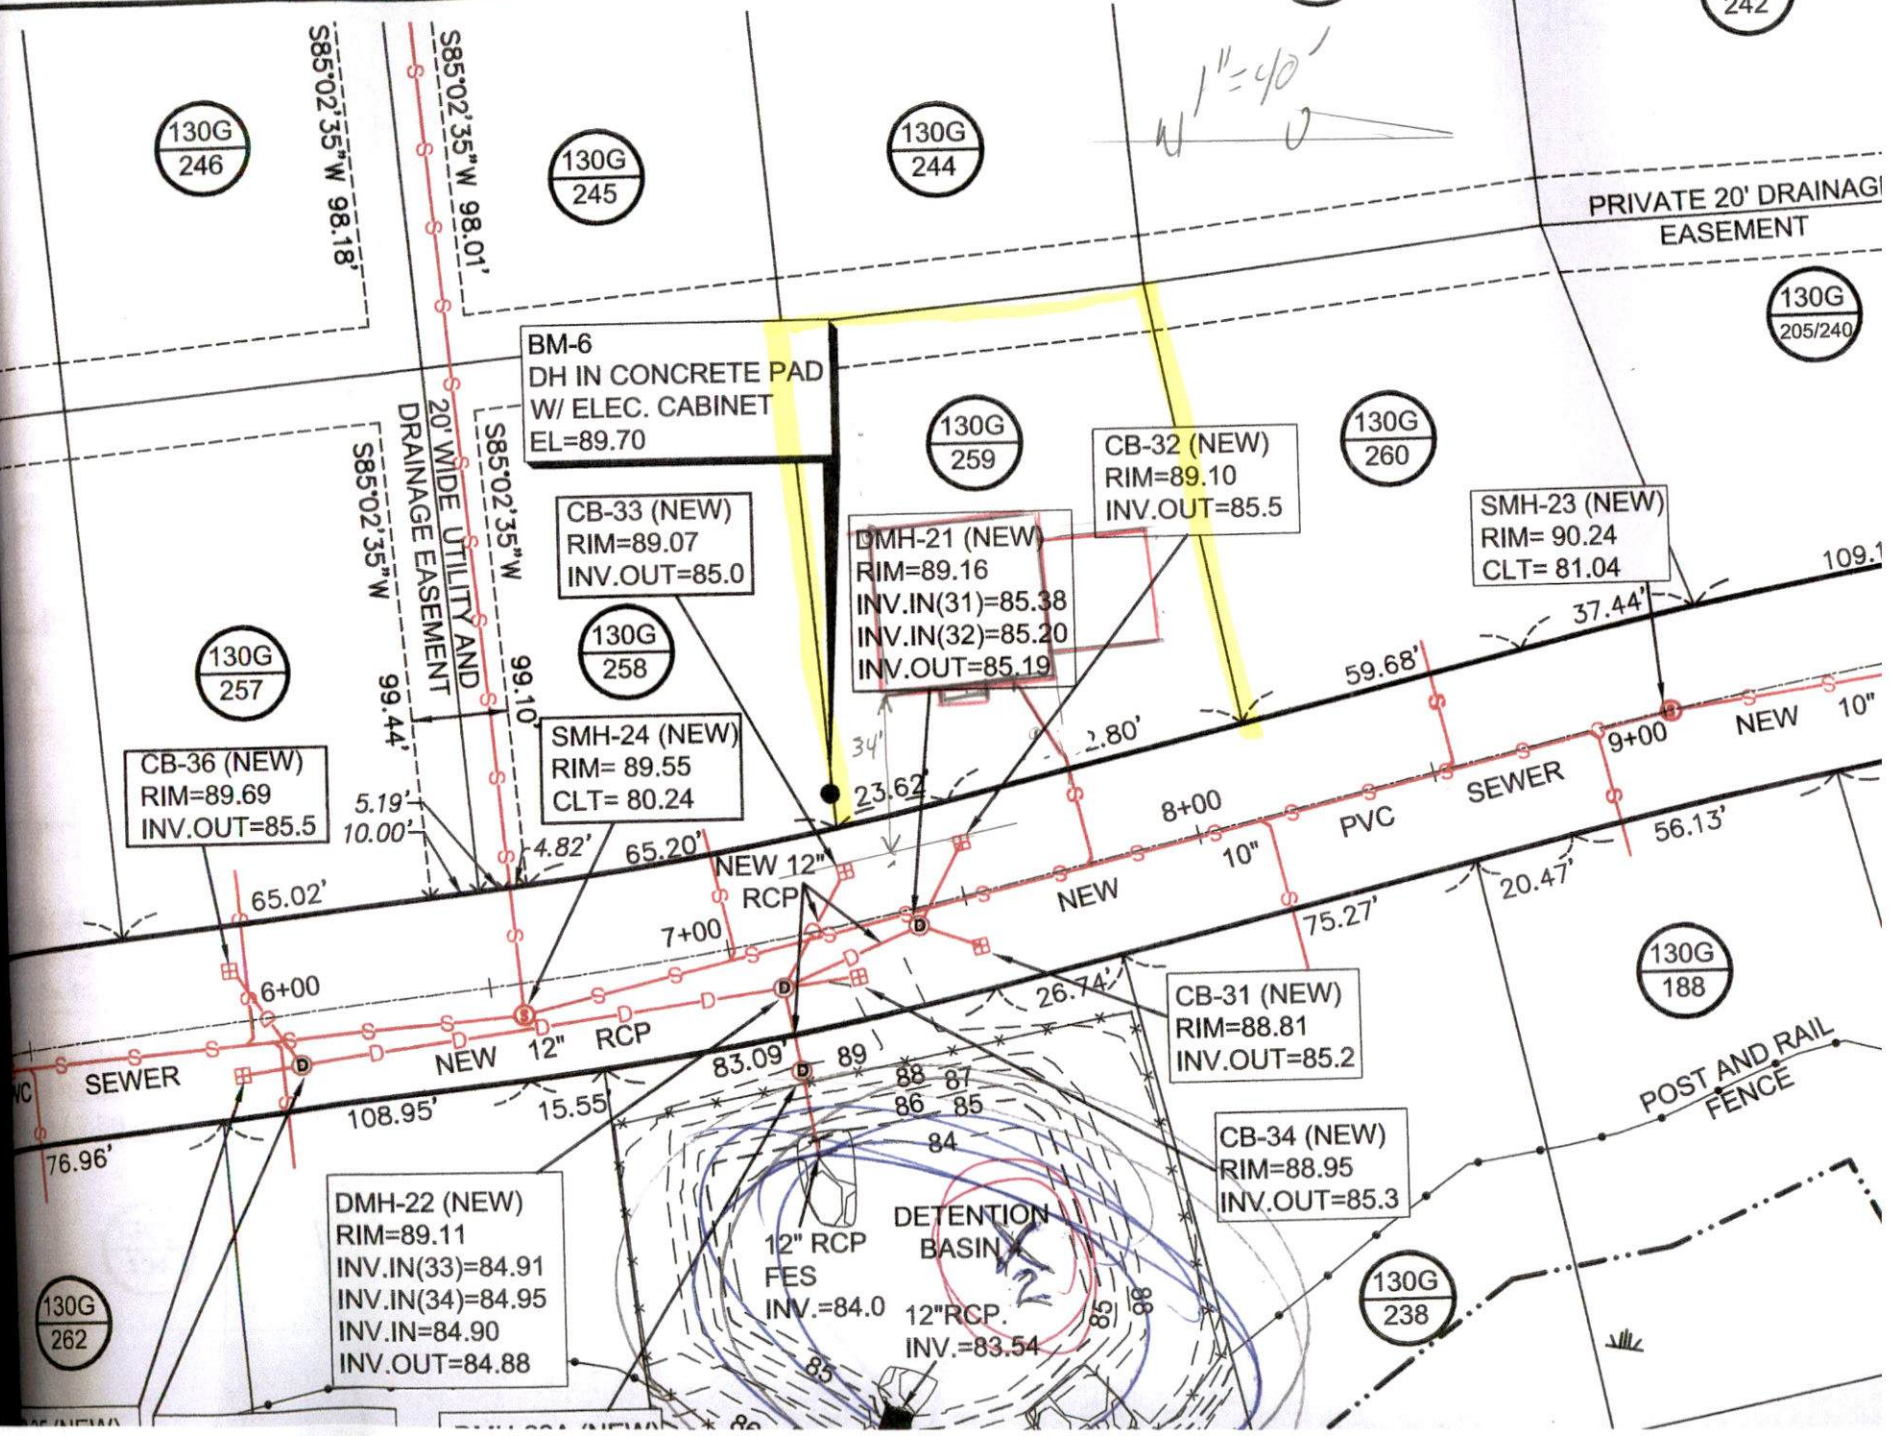 242
1"=40'
130G
246
S85°02'35"W 98.18'
S85°02'35"W 98.01'
130G
245
130G
244
PRIVATE 20' DRAINAGE
EASEMENT
130G
205/240
BM-6
DH IN CONCRETE PAD
W/ ELEC. CABINET
EL=89.70
20' WIDE UTILITY AND
DRAINAGE EASEMENT
S85°02'35"W 99.44'
S85°02'35"W 99.10'
130G
259
130G
260
CB-32 (NEW)
RIM=89.10
INV.OUT=85.5
CB-33 (NEW)
RIM=89.07
INV.OUT=85.0
DMH-21 (NEW)
RIM=89.16
INV.IN(31)=85.38
INV.IN(32)=85.20
INV.OUT=85.19
SMH-23 (NEW)
RIM= 90.24
CLT= 81.04
109.1
37.44'
59.68'
130G
257
130G
258
SMH-24 (NEW)
RIM= 89.55
CLT= 80.24
CB-36 (NEW)
RIM=89.69
INV.OUT=85.5
5.19'
10.00'
4.82'
34'
2.80'
23.62'
65.20'
65.02'
NEW 12"
RCP
6+00
7+00
8+00
9+00
NEW 10"
SEWER
PVC
10"
NEW
56.13'
20.47'
75.27'
26.74'
VC
SEWER
NEW 12" RCP
83.09'
15.55'
108.95'
76.96'
130G
188
CB-31 (NEW)
RIM=88.81
INV.OUT=85.2
POST AND RAIL
FENCE
CB-34 (NEW)
RIM=88.95
INV.OUT=85.3
89
88
87
86
85
84
DMH-22 (NEW)
RIM=89.11
INV.IN(33)=84.91
INV.IN(34)=84.95
INV.IN=84.90
INV.OUT=84.88
DETENTION
BASIN
2
12" RCP
FES
INV.=84.0
12"RCP.
INV.=83.54
85
88
85
130G
262
130G
238